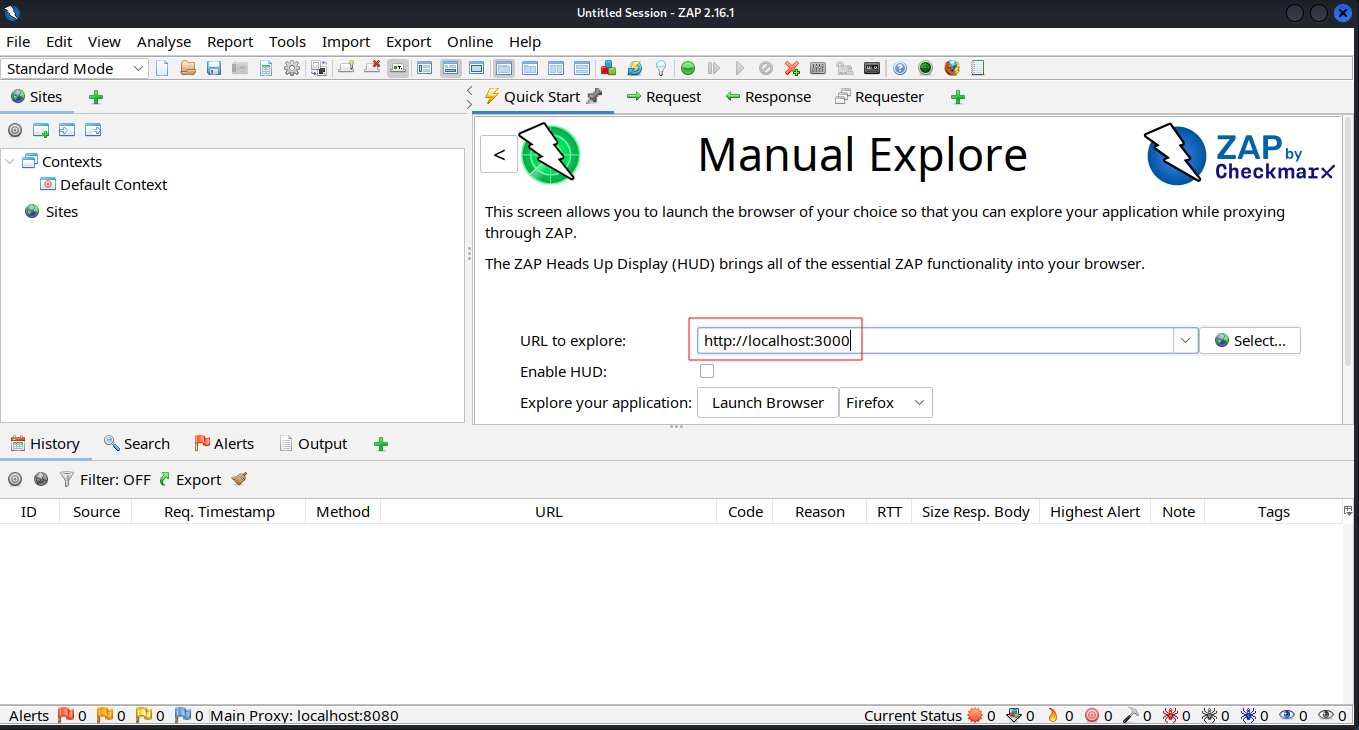 Untitled Session - ZAP 2.16.1
File Edit View Analyse Report Tools Import Export Online Help
Standard Mode
Sites
Quick Start Request Response Requester
< Manual Explore ZAP by Checkmarx
Contexts
Default Context
Sites
This screen allows you to launch the browser of your choice so that you can explore your application while proxying
through ZAP.
The ZAP Heads Up Display (HUD) brings all of the essential ZAP functionality into your browser.
URL to explore: http://localhost:3000 Select...
Enable HUD:
Explore your application: Launch Browser Firefox
History Search Alerts Output
Filter: OFF Export
ID Source Req. Timestamp Method URL Code Reason RTT Size Resp. Body Highest Alert Note Tags
Alerts 0 0 0 0 Main Proxy: localhost:8080 Current Status 0 0 0 0 0 0 0 0 0 0